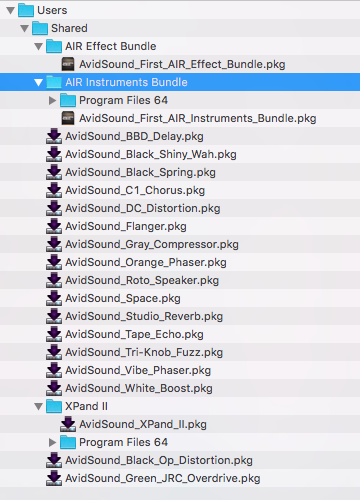 Users
Shared
AIR Effect Bundle
AvidSound_First_AIR_Effect_Bundle.pkg
AIR Instruments Bundle
Program Files 64
AvidSound_First_AIR_Instruments_Bundle.pkg
AvidSound_BBD_Delay.pkg
AvidSound_Black_Shiny_Wah.pkg
AvidSound_Black_Spring.pkg
AvidSound_C1_Chorus.pkg
AvidSound_DC_Distortion.pkg
AvidSound_Flanger.pkg
AvidSound_Gray_Compressor.pkg
AvidSound_Orange_Phaser.pkg
AvidSound_Roto_Speaker.pkg
AvidSound_Space.pkg
AvidSound_Studio_Reverb.pkg
AvidSound_Tape_Echo.pkg
AvidSound_Tri-Knob_Fuzz.pkg
AvidSound_Vibe_Phaser.pkg
AvidSound_White_Boost.pkg
XPand II
AvidSound_XPand_II.pkg
Program Files 64
AvidSound_Black_Op_Distortion.pkg
AvidSound_Green_JRC_Overdrive.pkg